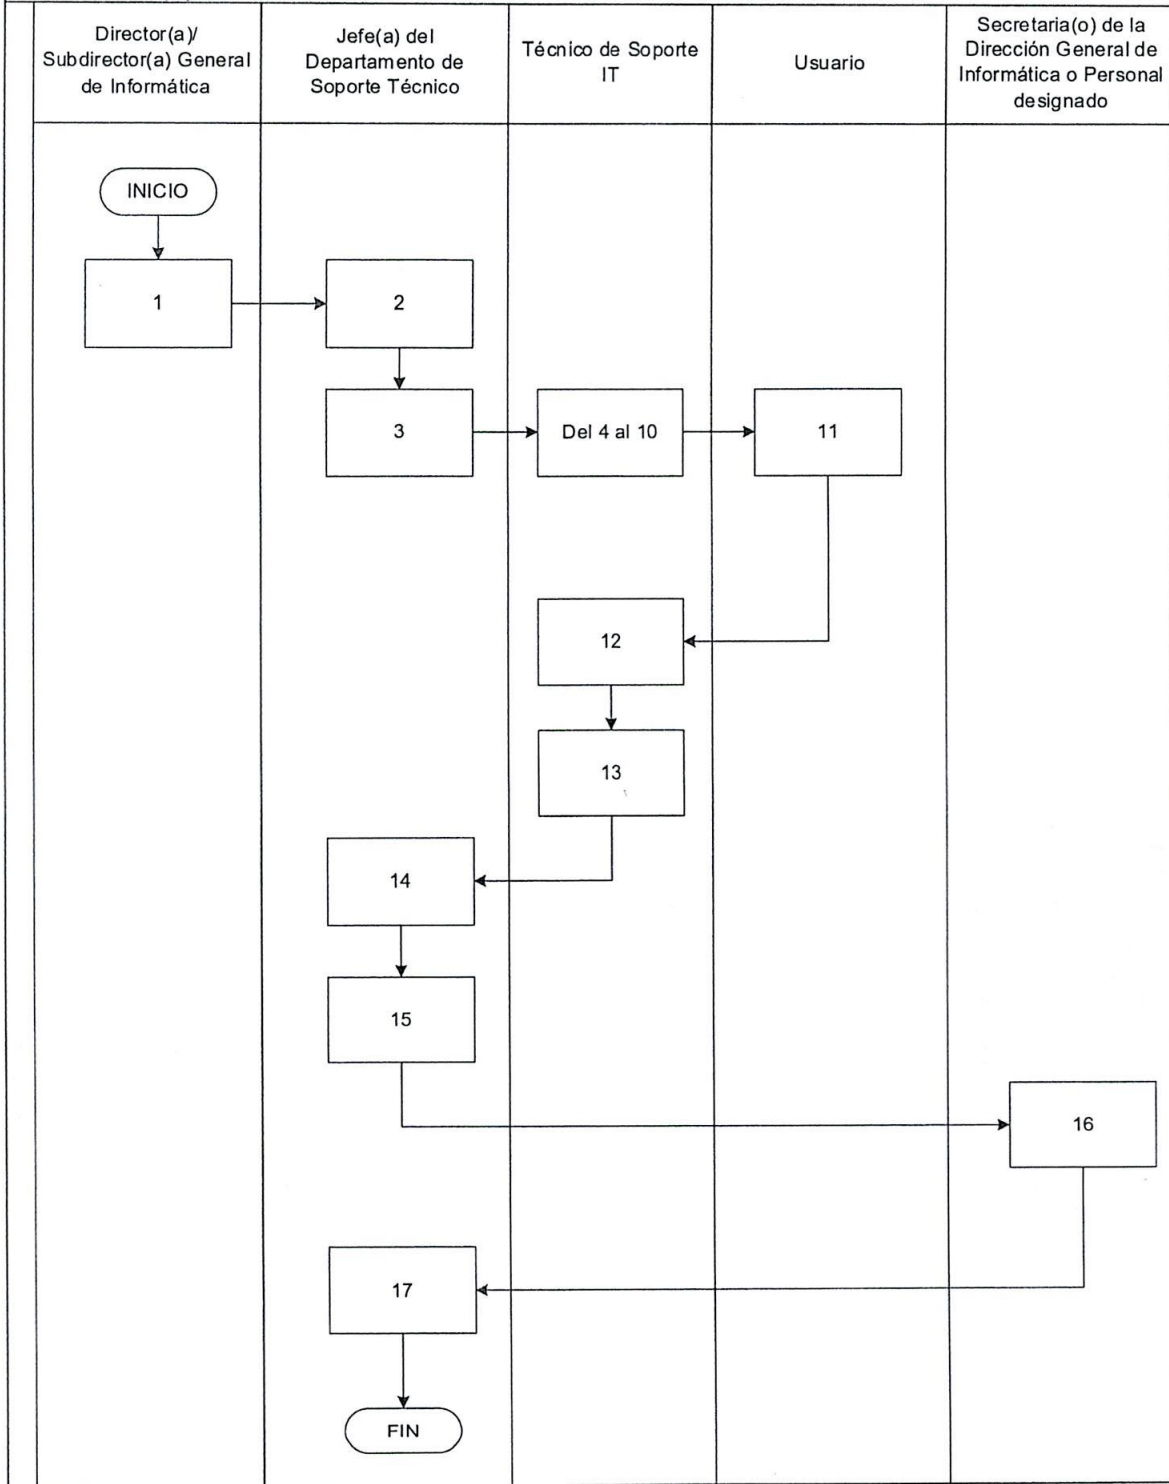 Director(a)/
Subdirector(a) General
de Informática
Jefe(a) del
Departamento de
Soporte Técnico
Técnico de Soporte
IT
Usuario
Secretaria(o) de la
Dirección General de
Informática o Personal
designado
INICIO
1
2
3
Del 4 al 10
11
12
13
14
15
16
17
FIN